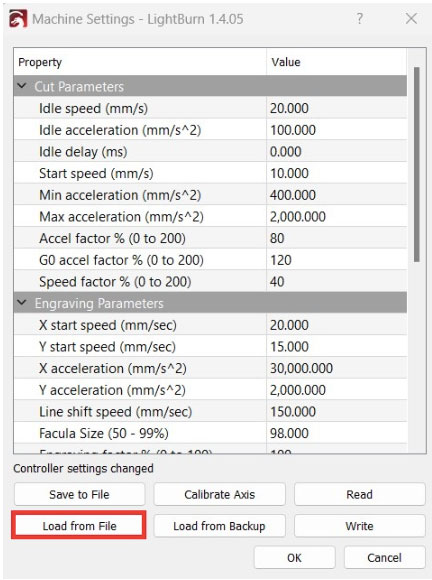 Machine Settings - LightBurn 1.4.05 ? ×
Property Value
Cut Parameters
Idle speed (mm/s) 20.000
Idle acceleration (mm/s^2) 100.000
Idle delay (ms) 0.000
Start speed (mm/s) 10.000
Min acceleration (mm/s^2) 400.000
Max acceleration (mm/s^2) 2,000.000
Accel factor % (0 to 200) 80
G0 accel factor % (0 to 200) 120
Speed factor % (0 to 200) 40
Engraving Parameters
X start speed (mm/sec) 20.000
Y start speed (mm/sec) 15.000
X acceleration (mm/s^2) 30,000.000
Y acceleration (mm/s^2) 2,000.000
Line shift speed (mm/sec) 150.000
Facula Size (50 - 99%) 98.000
Engraving factor % (0 to 100) 100
Controller settings changed
Save to File Calibrate Axis Read
Load from File Load from Backup Write
OK Cancel